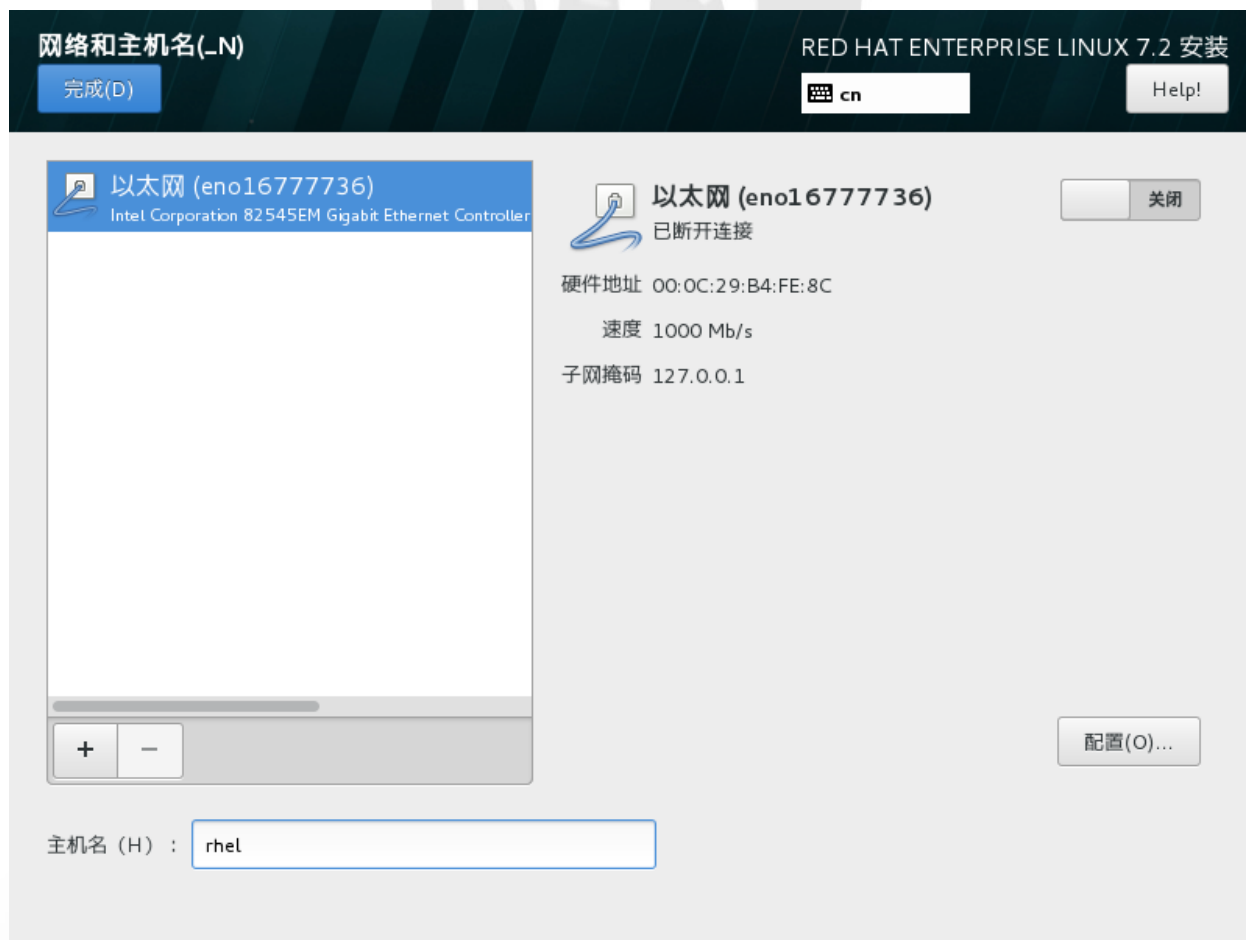 网络和主机名(_N)
RED HAT ENTERPRISE LINUX 7.2 安装
完成(D)
cn
Help!
以太网 (eno16777736)
Intel Corporation 82545EM Gigabit Ethernet Controller
以太网 (eno16777736)
已断开连接
关闭
硬件地址 00:0C:29:B4:FE:8C
速度 1000 Mb/s
子网掩码 127.0.0.1
+ −
配置(O)...
主机名（H）： rhel